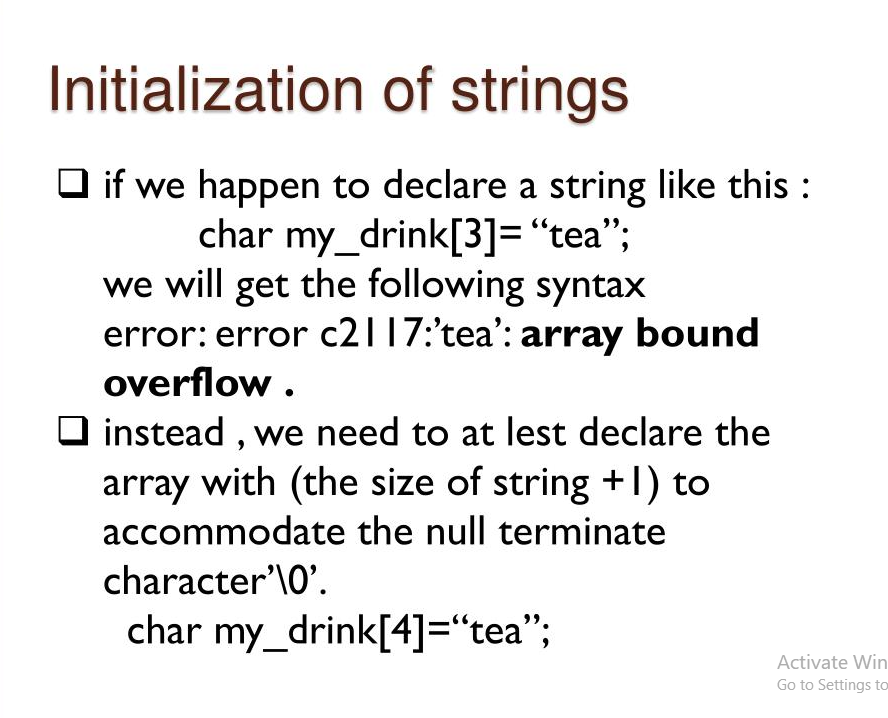 Initialization of strings
❑ if we happen to declare a string like this :
char my_drink[3]= “tea”;
we will get the following syntax
error: error c2117:’tea’: array bound
overflow .
❑ instead , we need to at lest declare the
array with (the size of string +1) to
accommodate the null terminate
character’\0’.
char my_drink[4]=“tea”;
Activate Win
Go to Settings to